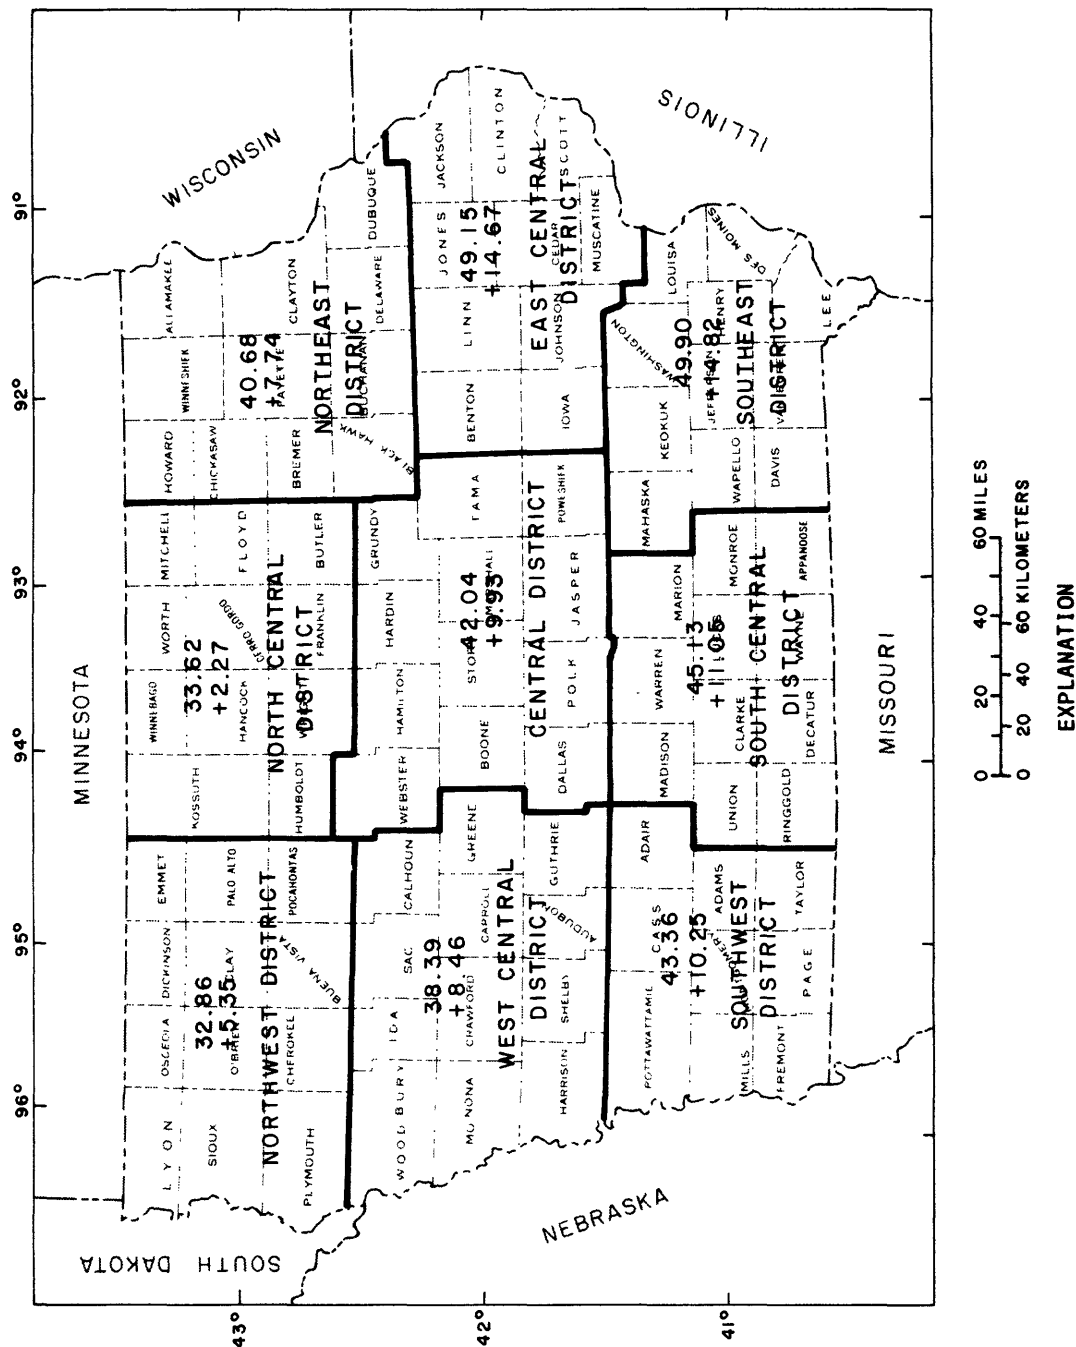 96°
95°
94°
93°
92°
91°
43°
42°
41°
MINNESOTA
WISCONSIN
ILLINOIS
MISSOURI
NEBRASKA
SOUTH DAKOTA
LYON
OSCEOLA
DICKINSON
EMMET
SIOUX
O'BRIEN
CLAY
PALO ALTO
32.86
+5.35
NORTHWEST DISTRICT
PLYMOUTH
CHEROKEE
BUENA VISTA
POCAHONTAS
KOSSUTH
WINNEBAGO
WORTH
MITCHELL
HANCOCK
CERRO GORDO
FLOYD
33.62
+2.27
NORTH CENTRAL
DISTRICT
HUMBOLDT
FRANKLIN
BUTLER
HOWARD
WINNESHIEK
ALLAMAKEE
CHICKASAW
40.68
+7.74
FAYETTE
CLAYTON
BREMER
NORTHEAST
DISTRICT
BLACK HAWK
BUCHANAN
DELAWARE
DUBUQUE
WOODBURY
IDA
SAC
CALHOUN
38.39
+8.46
MONONA
CRAWFORD
CARROLL
GREENE
WEST CENTRAL
DISTRICT
HARRISON
SHELBY
AUDUBON
GUTHRIE
WEBSTER
HAMILTON
HARDIN
GRUNDY
BOONE
STORY
MARSHALL
TAMA
42.04
+9.93
CENTRAL DISTRICT
DALLAS
POLK
JASPER
POWESHIEK
BENTON
LINN
JONES
JACKSON
49.15
+14.67
CLINTON
EAST CENTRAL
DISTRICT
IOWA
JOHNSON
CEDAR
SCOTT
MUSCATINE
POTTAWATTAMIE
CASS
ADAIR
43.36
+10.25
MILLS
ADAMS
SOUTHWEST
DISTRICT
FREMONT
PAGE
TAYLOR
MADISON
WARREN
MARION
45.13
+11.05
UNION
CLARKE
MONROE
SOUTH CENTRAL
DISTRICT
RINGGOLD
DECATUR
WAYNE
APPANOOSE
MAHASKA
KEOKUK
WASHINGTON
LOUISA
49.90
+14.82
WAPELLO
JEFFERSON
HENRY
DES MOINES
SOUTHEAST
DISTRICT
DAVIS
LEE
0 20 40 60 MILES
0 20 40 60 KILOMETERS
EXPLANATION